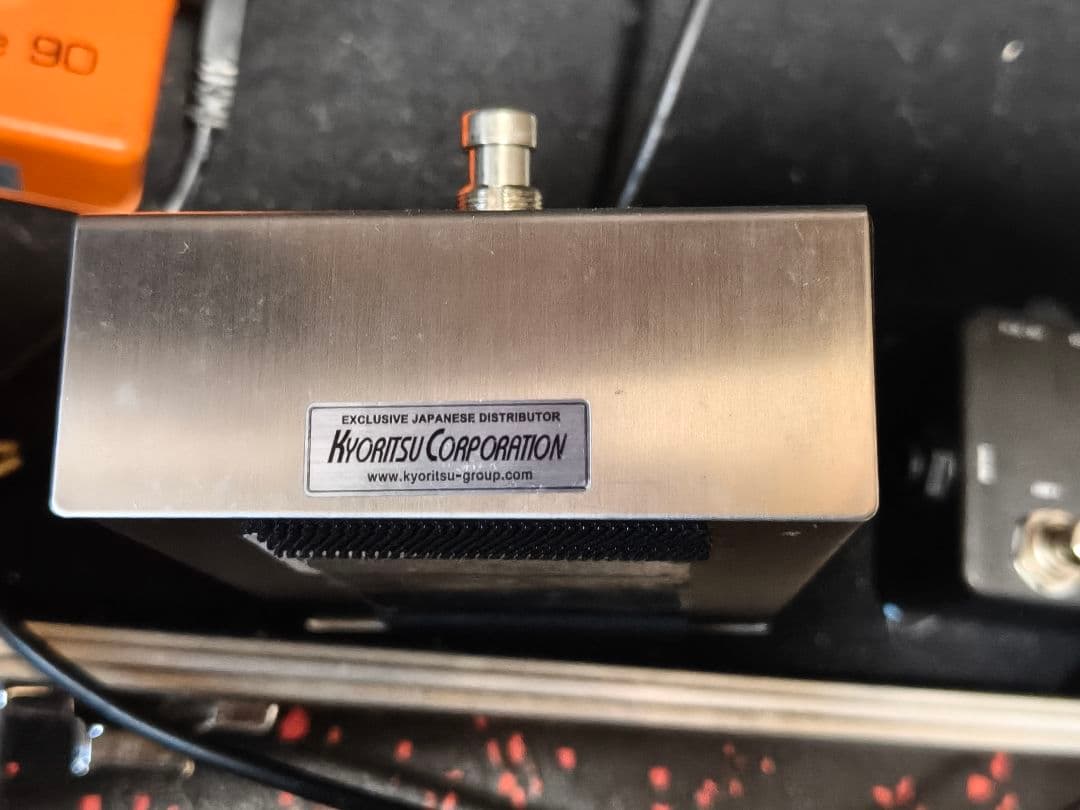 e 90
EXCLUSIVE JAPANESE DISTRIBUTOR
KYORITSU CORPORATION
www.kyoritsu-group.com